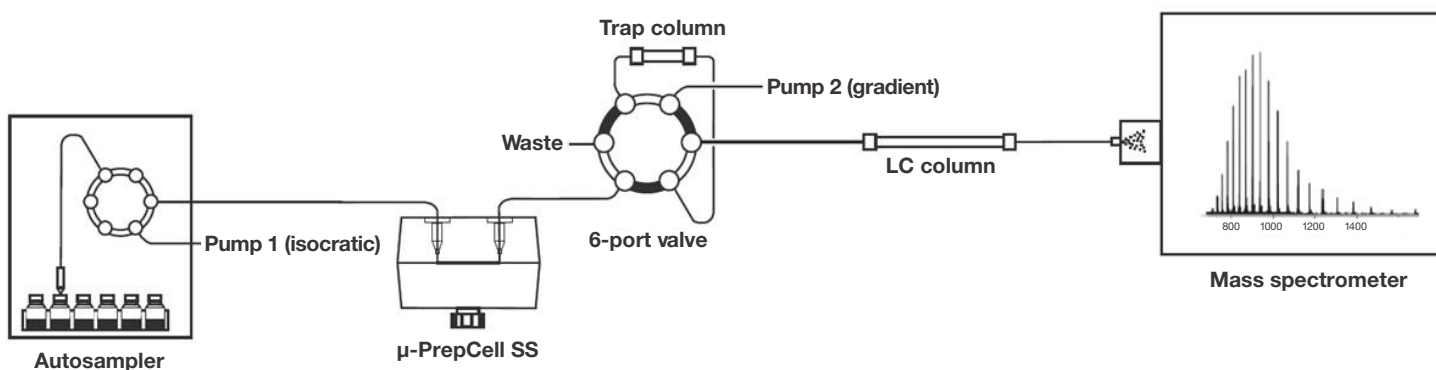 Trap column
Pump 2 (gradient)
Waste
LC column
Pump 1 (isocratic)
6-port valve
800 1000 1200 1400
Mass spectrometer
µ-PrepCell SS
Autosampler